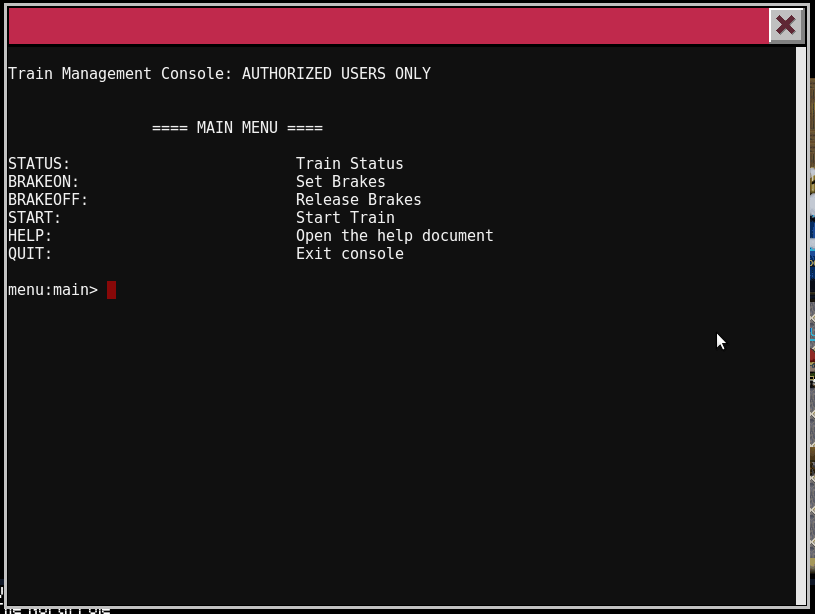 Train Management Console: AUTHORIZED USERS ONLY
==== MAIN MENU ====
STATUS: Train Status
BRAKEON: Set Brakes
BRAKEOFF: Release Brakes
START: Start Train
HELP: Open the help document
QUIT: Exit console
menu:main>